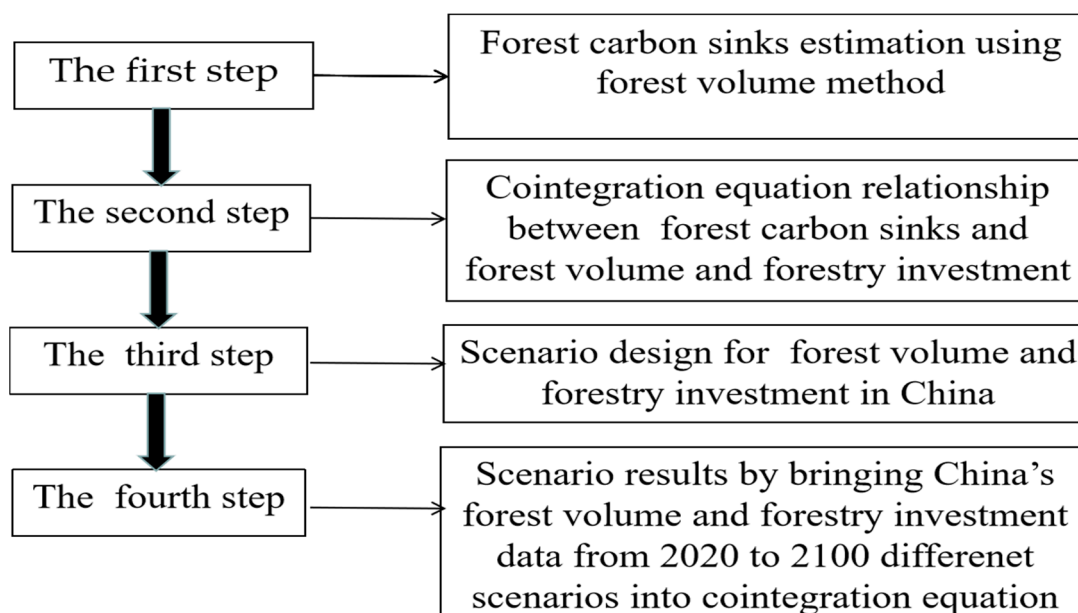 The first step
Forest carbon sinks estimation using
forest volume method
The second step
Cointegration equation relationship
between forest carbon sinks and
forest volume and forestry investment
The third step
Scenario design for forest volume and
forestry investment in China
The fourth step
Scenario results by bringing China's
forest volume and forestry investment
data from 2020 to 2100 differenet
scenarios into cointegration equation